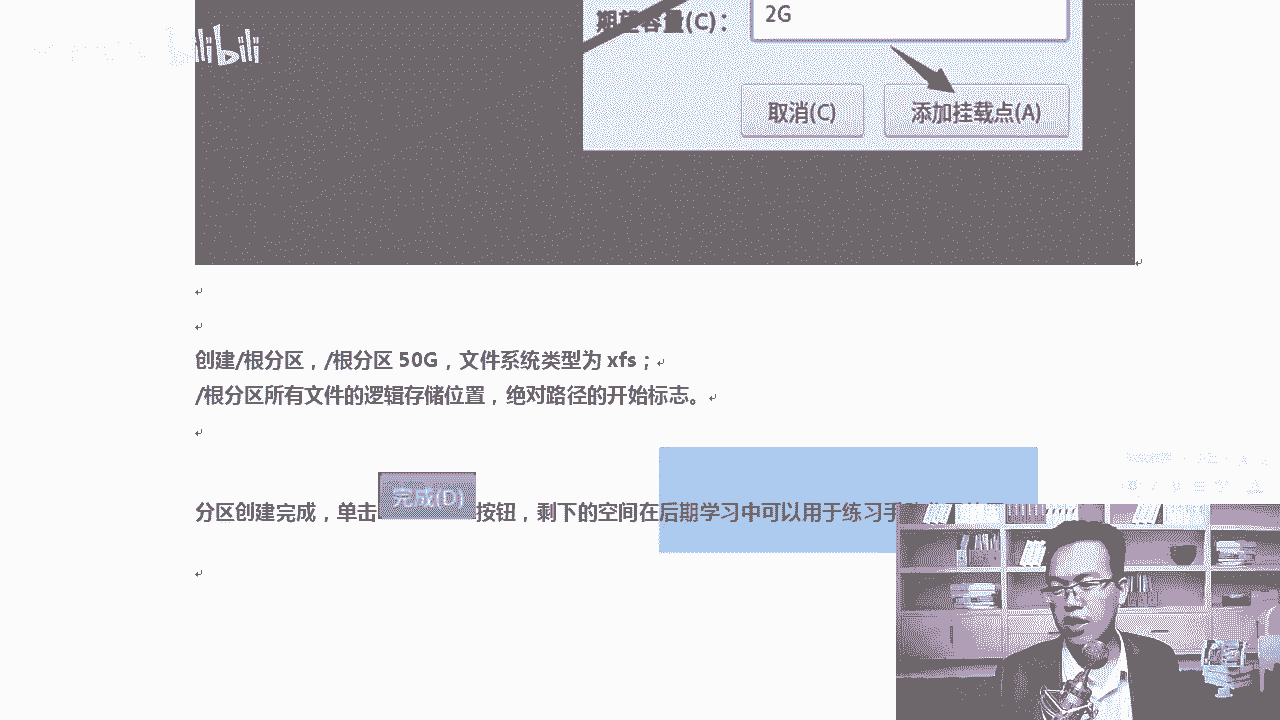 期望容量(C)：
2G
bilibili
取消(C)
添加挂载点(A)
创建/根分区，/根分区 50G，文件系统类型为 xfs；
/根分区所有文件的逻辑存储位置，绝对路径的开始标志。
分区创建完成，单击 完成(D) 按钮，剩下的空间在后期学习中可以用于练习手